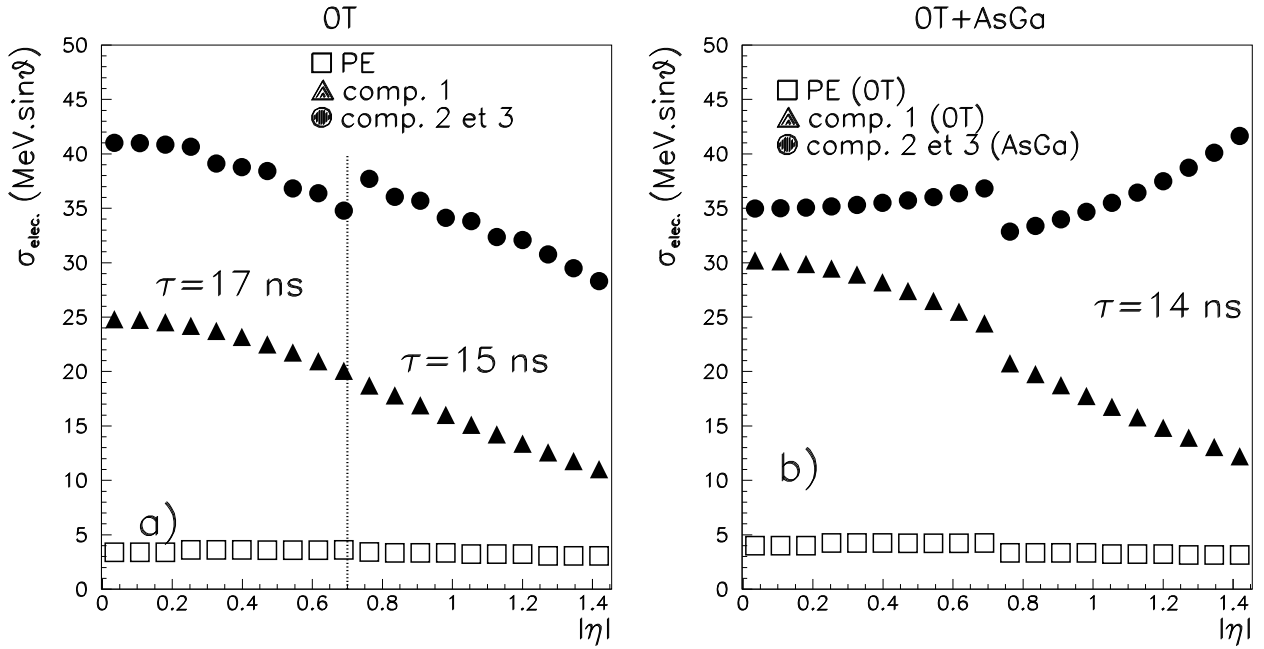 0T
σelec. (MeV.sinϑ)
50
45
40
35
30
25
20
15
10
5
0
PE
comp. 1
comp. 2 et 3
τ=17 ns
τ=15 ns
a)
0 0.2 0.4 0.6 0.8 1 1.2 1.4
|η|
0T+AsGa
σelec. (MeV.sinϑ)
50
45
40
35
30
25
20
15
10
5
0
PE (0T)
comp. 1 (0T)
comp. 2 et 3 (AsGa)
τ=14 ns
b)
0 0.2 0.4 0.6 0.8 1 1.2 1.4
|η|